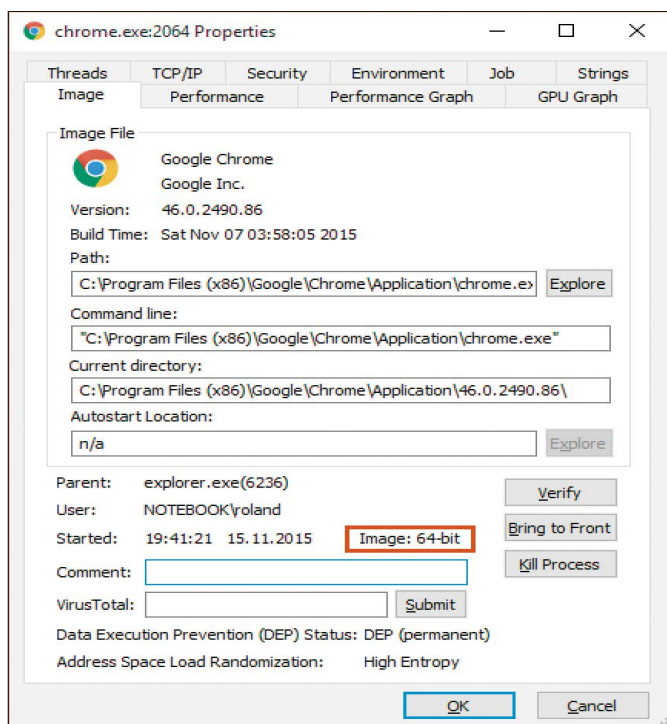 chrome.exe:2064 Properties
Threads TCP/IP Security Environment Job Strings
Image Performance Performance Graph GPU Graph
Image File
Google Chrome
Google Inc.
Version: 46.0.2490.86
Build Time: Sat Nov 07 03:58:05 2015
Path:
C:\Program Files (x86)\Google\Chrome\Application\chrome.ex Explore
Command line:
"C:\Program Files (x86)\Google\Chrome\Application\chrome.exe"
Current directory:
C:\Program Files (x86)\Google\Chrome\Application\46.0.2490.86\
Autostart Location:
n/a Explore
Parent: explorer.exe(6236)
Verify
User: NOTEBOOK\roland
Started: 19:41:21 15.11.2015 Image: 64-bit
Bring to Front
Comment:
Kill Process
VirusTotal: Submit
Data Execution Prevention (DEP) Status: DEP (permanent)
Address Space Load Randomization: High Entropy
OK Cancel